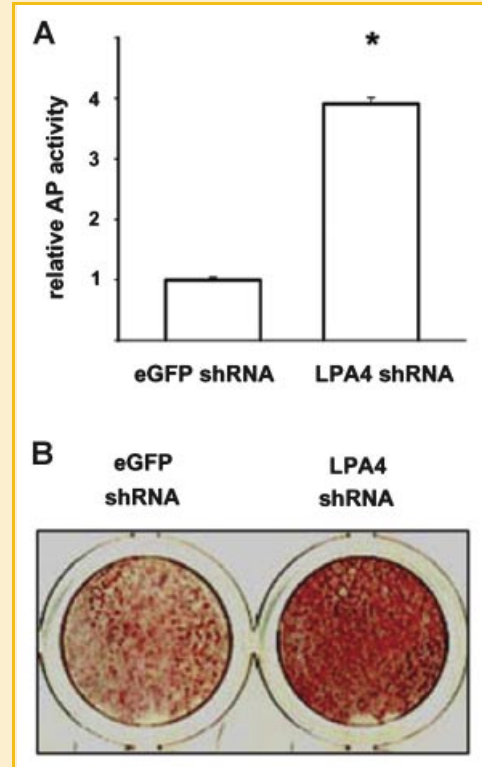 A
*
relative AP activity
4
3
2
1
eGFP shRNA LPA4 shRNA
B
eGFP LPA4
shRNA shRNA